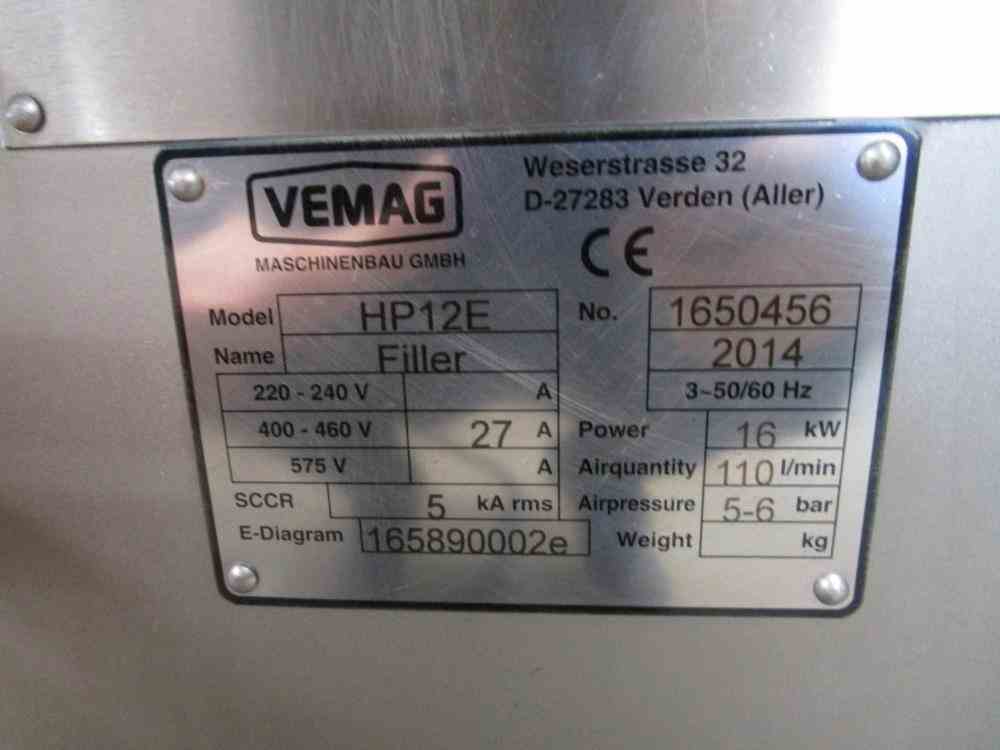 VEMAG
MASCHINENBAU GMBH
Weserstrasse 32
D-27283 Verden (Aller)
CE
Model HP12E No. 1650456
Name Filler 2014
220 - 240 V A 3~50/60 Hz
400 - 460 V 27 A Power 16 kW
575 V A Airquantity 110 l/min
SCCR 5 kA rms Airpressure 5-6 bar
E-Diagram 165890002e Weight kg